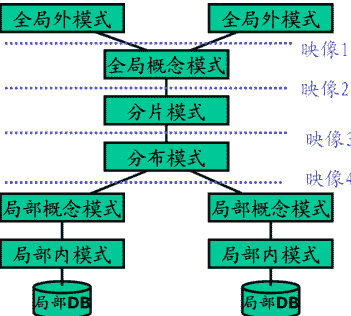 全局外模式 全局外模式
映像1
全局概念模式
映像2
分片模式
映像3
分布模式
映像4
局部概念模式 局部概念模式
局部内模式 局部内模式
局部DB 局部DB